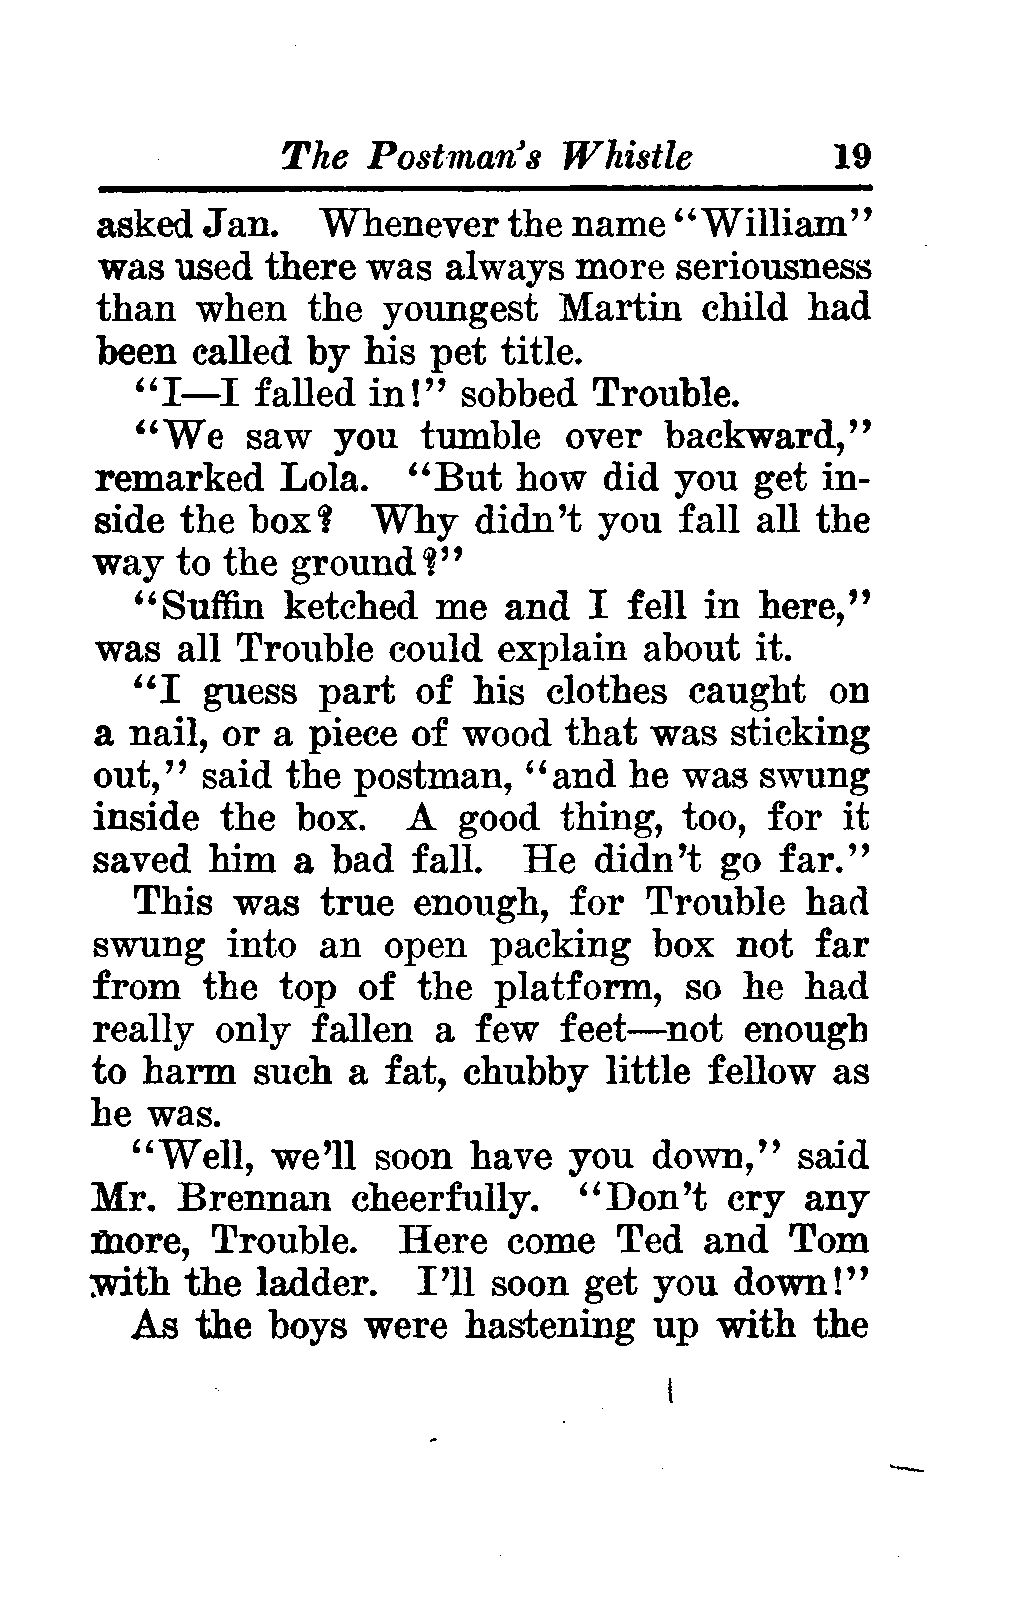 The Postman's Whistle 19
asked Jan. Whenever the name "William"
was used there was always more seriousness
than when the youngest Martin child had
been called by his pet title.
"I—I falled in!" sobbed Trouble.
"We saw you tumble over backward,"
remarked Lola. "But how did you get in-
side the box? Why didn't you fall all the
way to the ground?"
"Suffin ketched me and I fell in here,"
was all Trouble could explain about it.
"I guess part of his clothes caught on
a nail, or a piece of wood that was sticking
out," said the postman, "and he was swung
inside the box. A good thing, too, for it
saved him a bad fall. He didn't go far."
This was true enough, for Trouble had
swung into an open packing box not far
from the top of the platform, so he had
really only fallen a few feet—not enough
to harm such a fat, chubby little fellow as
he was.
"Well, we'll soon have you down," said
Mr. Brennan cheerfully. "Don't cry any
more, Trouble. Here come Ted and Tom
with the ladder. I'll soon get you down!"
As the boys were hastening up with the